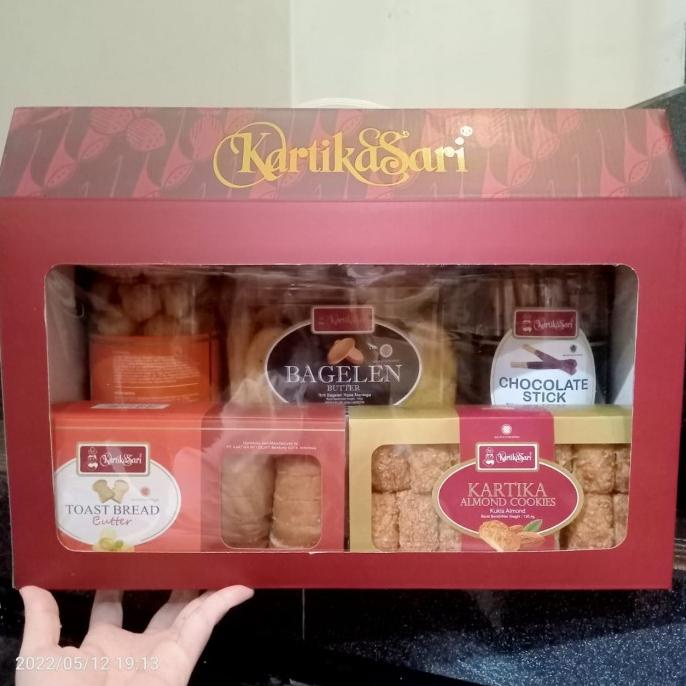 KartikaSari®
KartikaSari
BAGELEN
BUTTER
KartikaSari
CHOCOLATE
STICK
KartikaSari
TOAST BREAD
Butter
KartikaSari
KARTIKA
ALMOND COOKIES
Kukis Almond
2022/05/12 19:13